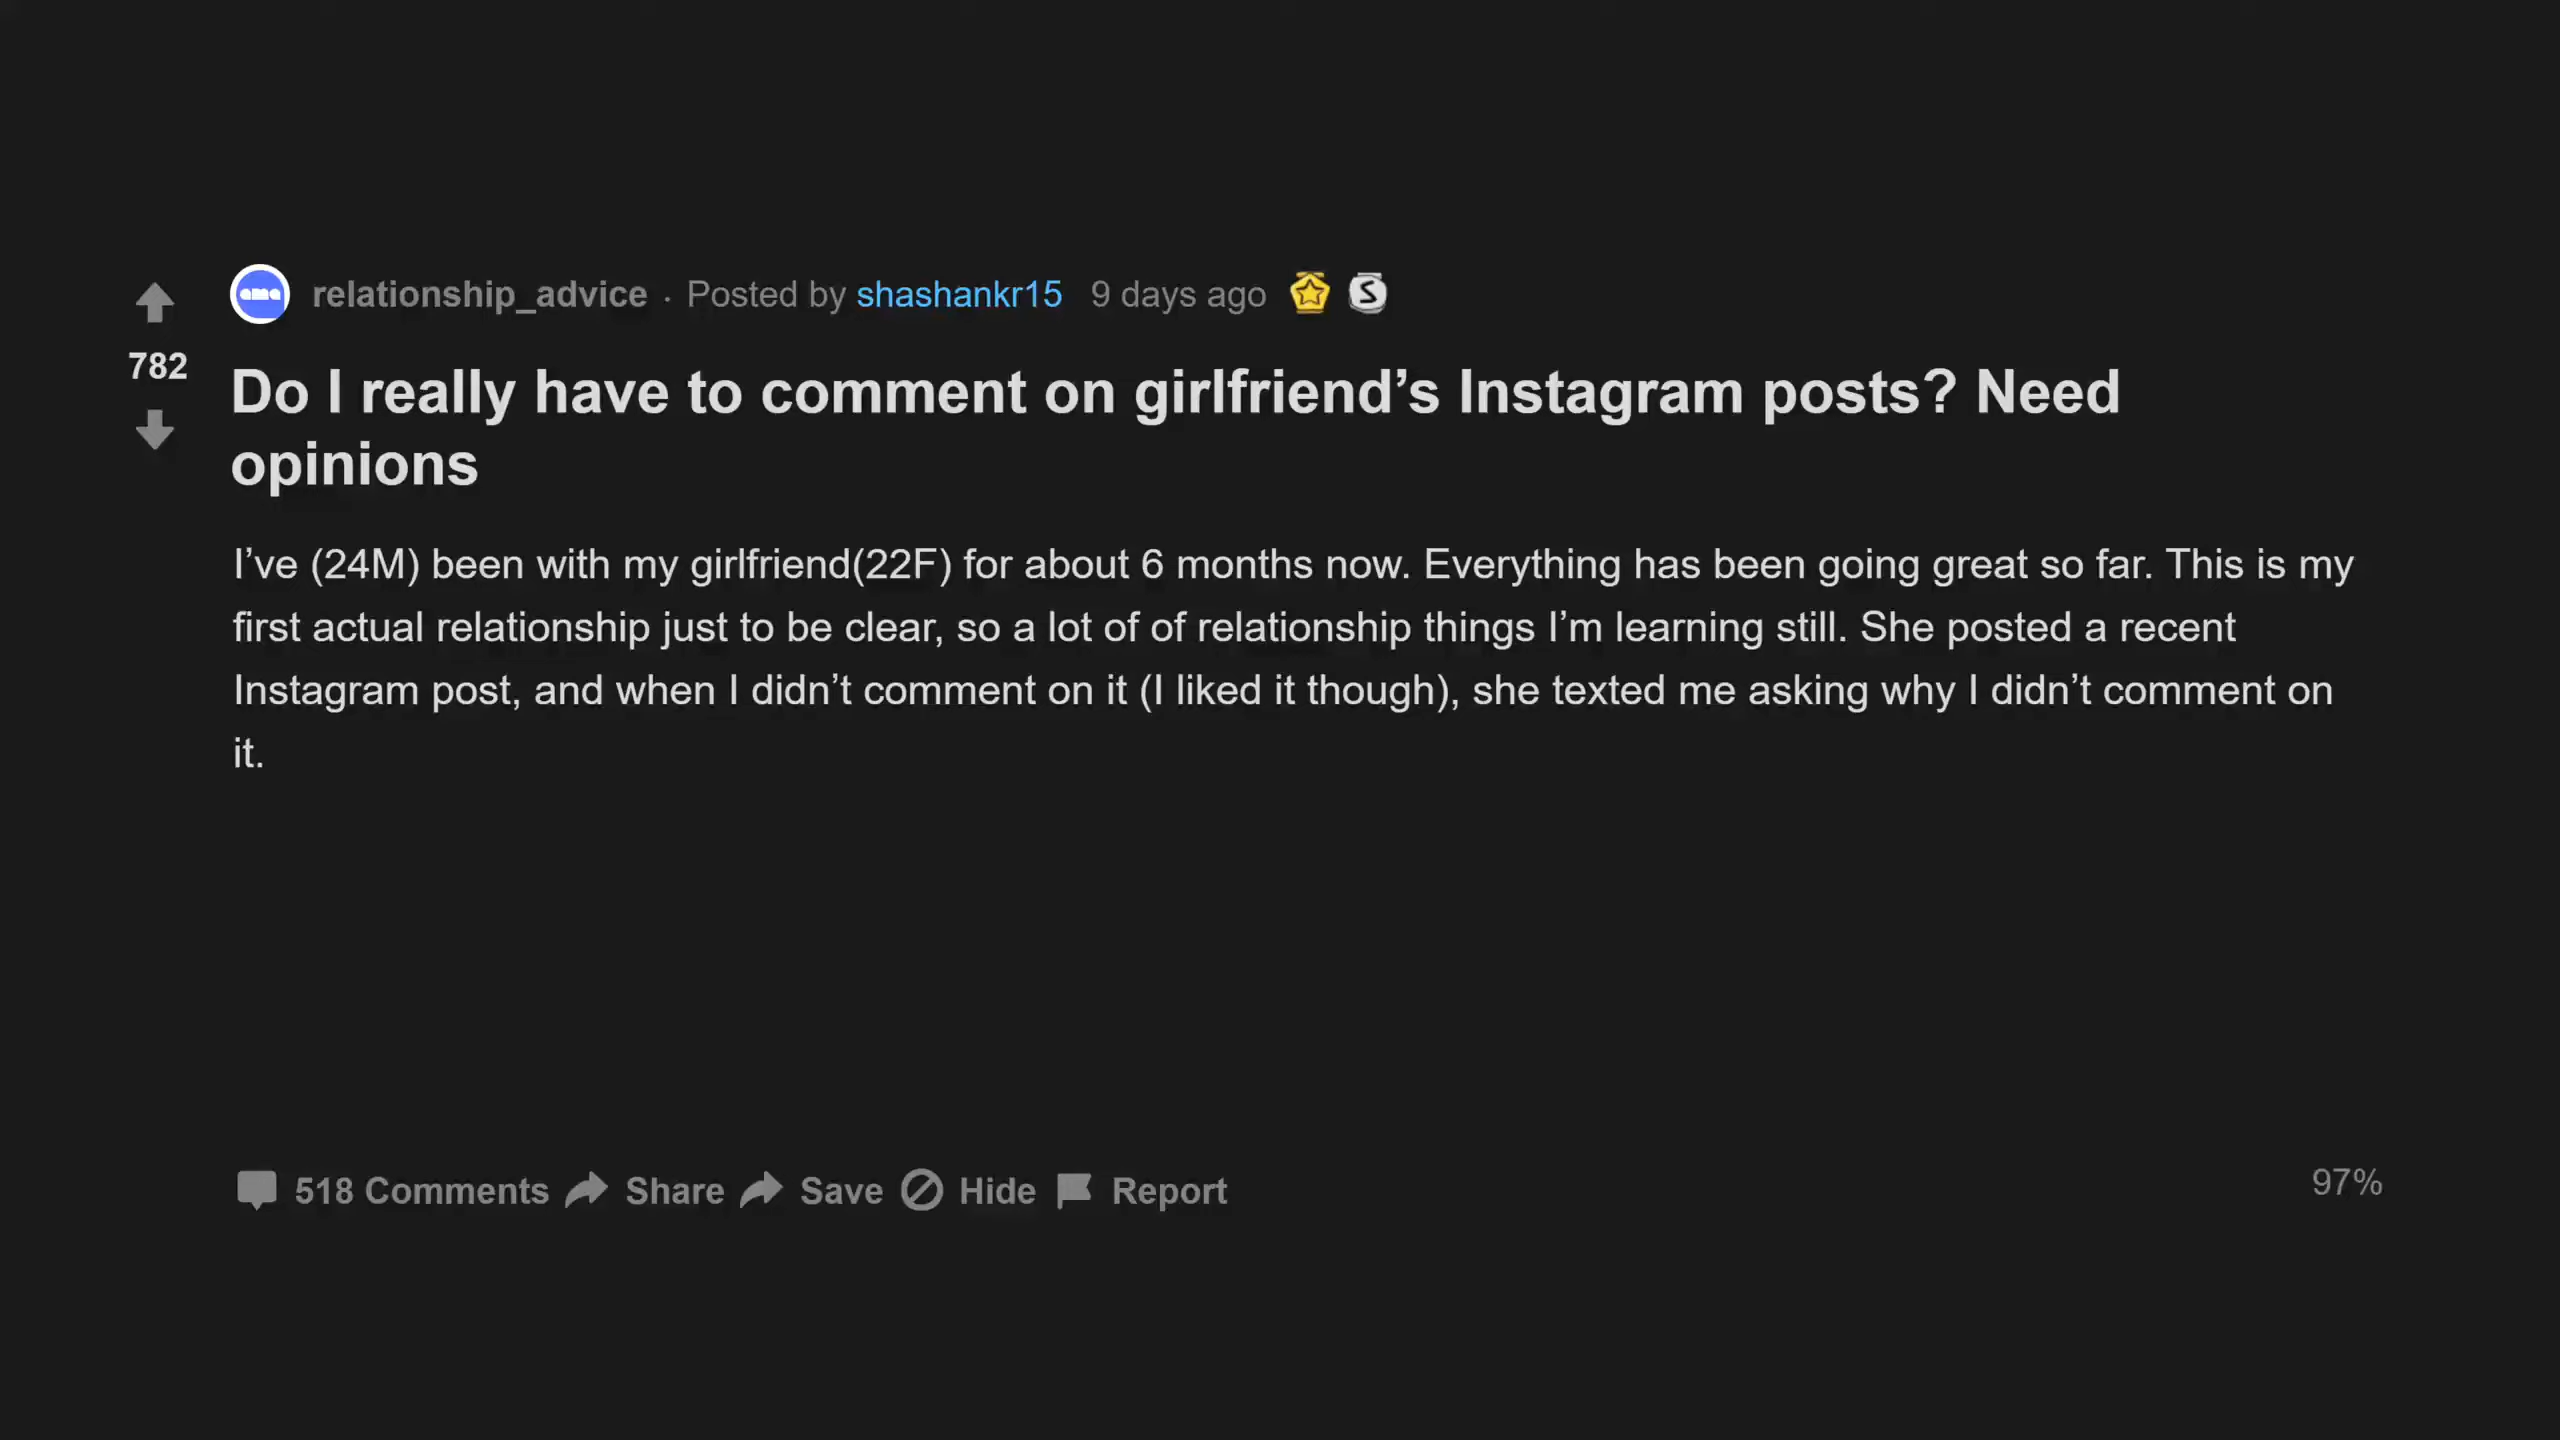 relationship_advice · Posted by shashankr15 9 days ago
782
Do I really have to comment on girlfriend’s Instagram posts? Need
opinions
I’ve (24M) been with my girlfriend(22F) for about 6 months now. Everything has been going great so far. This is my
first actual relationship just to be clear, so a lot of of relationship things I’m learning still. She posted a recent
Instagram post, and when I didn’t comment on it (I liked it though), she texted me asking why I didn’t comment on
it.
518 Comments Share Save Hide Report
97%